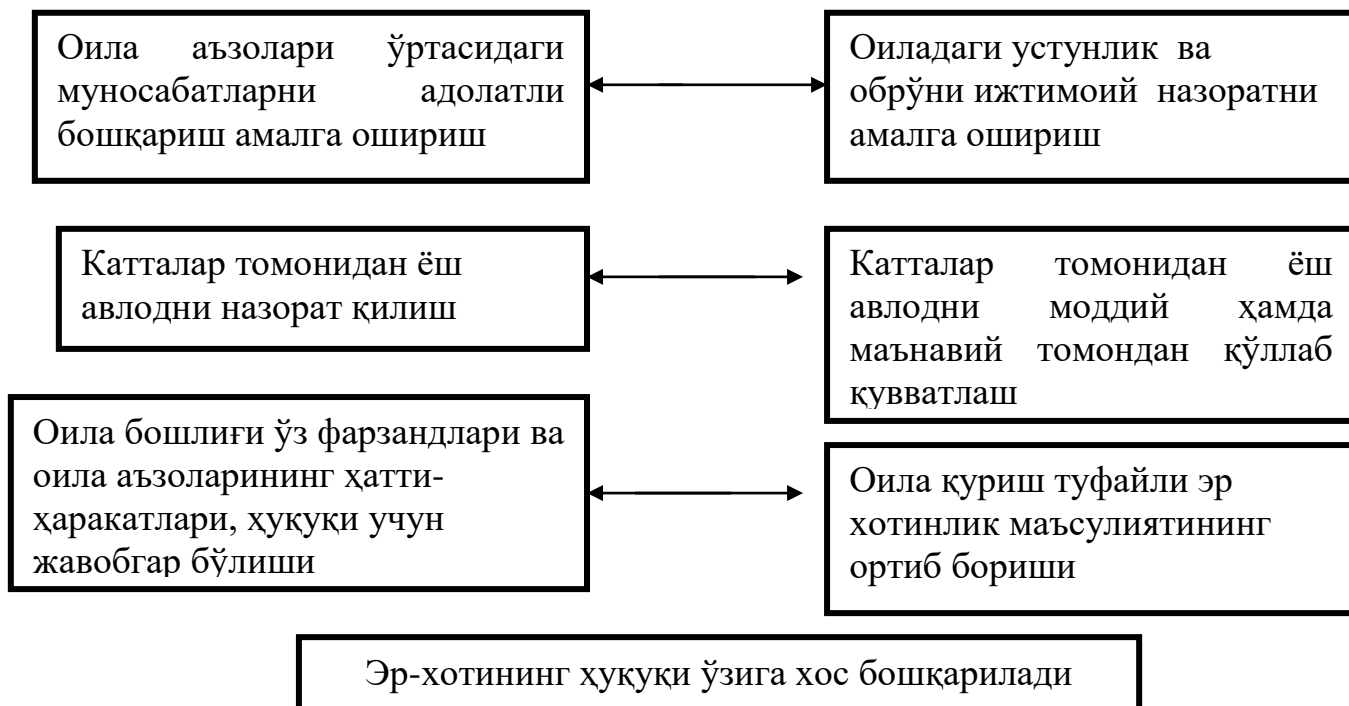 Оила аъзолари ўртасидаги
муносабатларни адолатли
бошқариш амалга ошириш
Оиладаги устунлик ва
обрўни ижтимоий назоратни
амалга ошириш
Катталар томонидан ёш
авлодни назорат қилиш
Катталар томонидан ёш
авлодни моддий ҳамда
маънавий томондан қўллаб
қувватлаш
Оила бошлиғи ўз фарзандлари ва
оила аъзоларининг ҳатти-
ҳаракатлари, ҳуқуқи учун
жавобгар бўлиши
Оила қуриш туфайли эр
хотинлик маъсулиятининг
ортиб бориши
Эр-хотининг ҳуқуқи ўзига хос бошқарилади